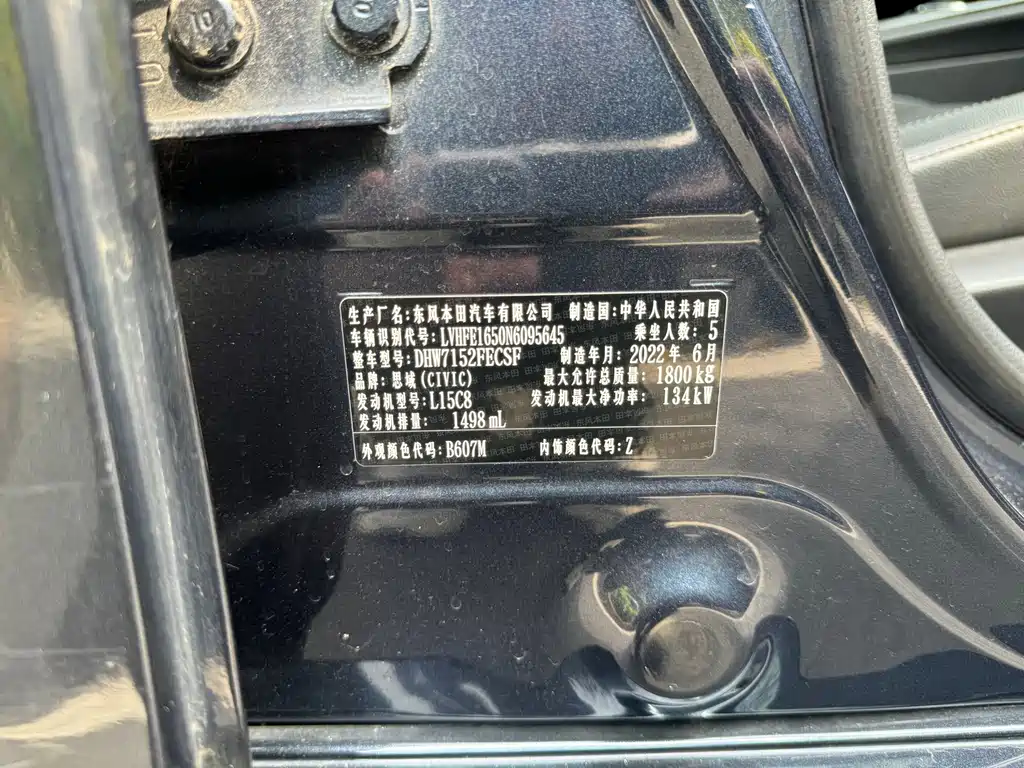 10
生产厂名:东风本田汽车有限公司 制造国:中华人民共和国
车辆识别代号:LVHFE1650N6095645 乘坐人数:5
整车型号:DHW7152FECSF 制造年月:2022年 6月
品牌:思域(CIVIC) 最大允许总质量:1800kg
发动机型号:L15C8 发动机最大净功率:134kW
发动机排量:1498mL
外观颜色代码:B607M 内饰颜色代码:Z